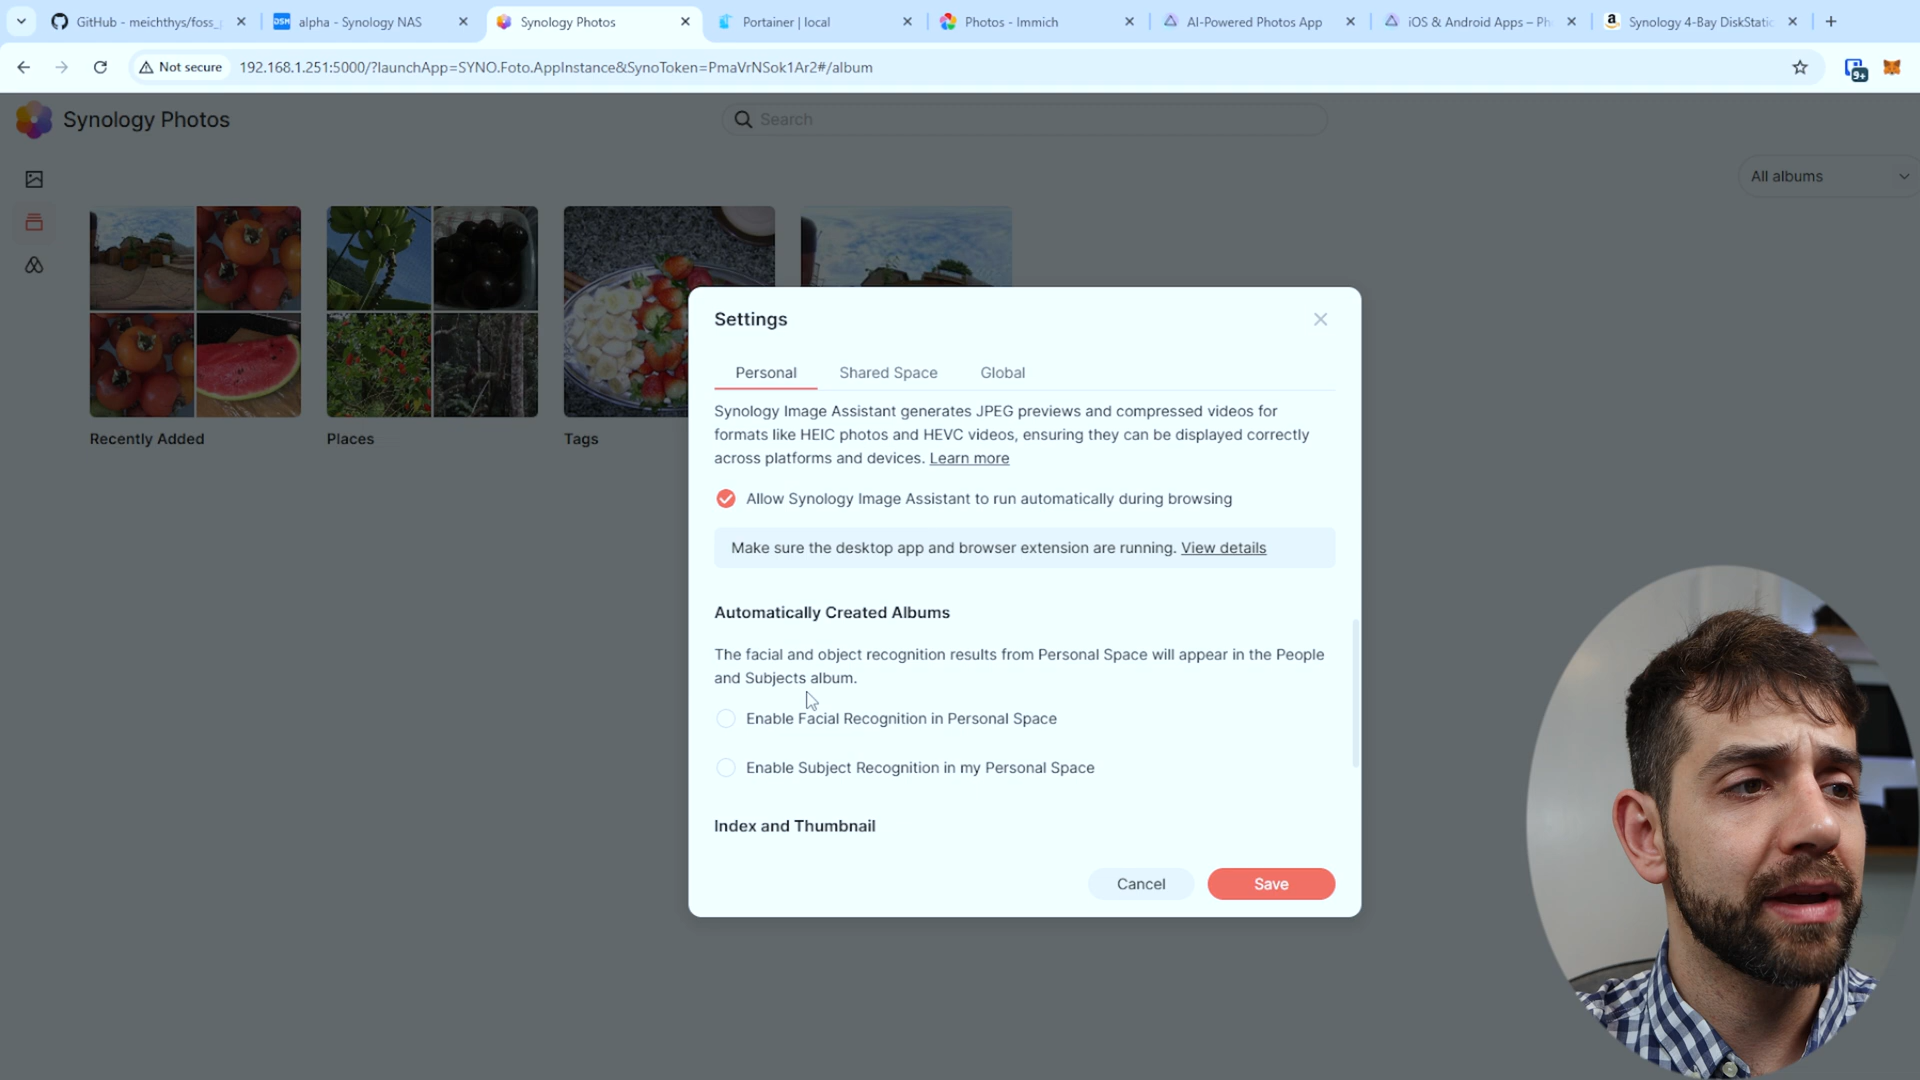 GitHub - meichthys/foss_
alpha - Synology NAS
Synology Photos
Portainer | local
Photos - Immich
AI-Powered Photos App
iOS & Android Apps – Ph
Synology 4-Bay DiskStatio
Not secure
192.168.1.251:5000/?launchApp=SYNO.Foto.AppInstance&SynoToken=PmaVrNSok1Ar2#/album
9+
Synology Photos
Search
All albums
Recently Added
Places
Tags
Settings
Personal
Shared Space
Global
Synology Image Assistant generates JPEG previews and compressed videos for
formats like HEIC photos and HEVC videos, ensuring they can be displayed correctly
across platforms and devices. Learn more
Allow Synology Image Assistant to run automatically during browsing
Make sure the desktop app and browser extension are running. View details
Automatically Created Albums
The facial and object recognition results from Personal Space will appear in the People
and Subjects album.
Enable Facial Recognition in Personal Space
Enable Subject Recognition in my Personal Space
Index and Thumbnail
Cancel
Save